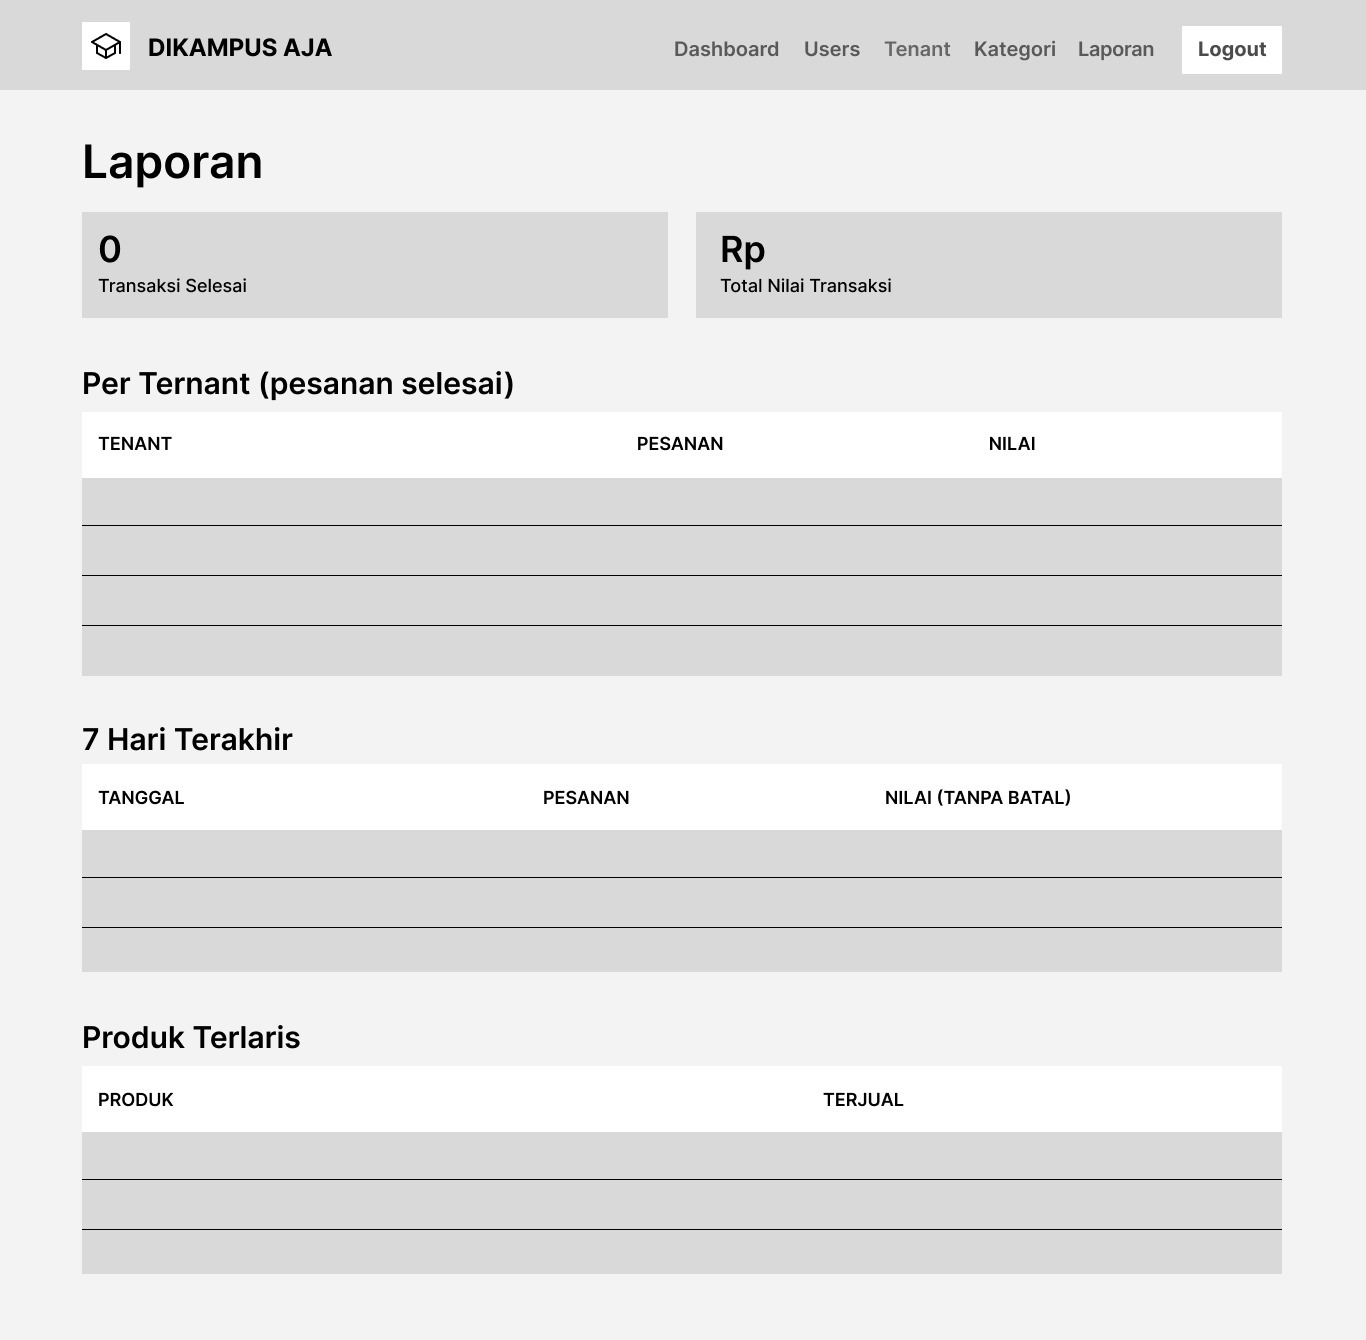 DIKAMPUS AJA
Dashboard Users Tenant Kategori Laporan Logout
Laporan
0
Transaksi Selesai
Rp
Total Nilai Transaksi
Per Ternant (pesanan selesai)
TENANT PESANAN NILAI
7 Hari Terakhir
TANGGAL PESANAN NILAI (TANPA BATAL)
Produk Terlaris
PRODUK TERJUAL